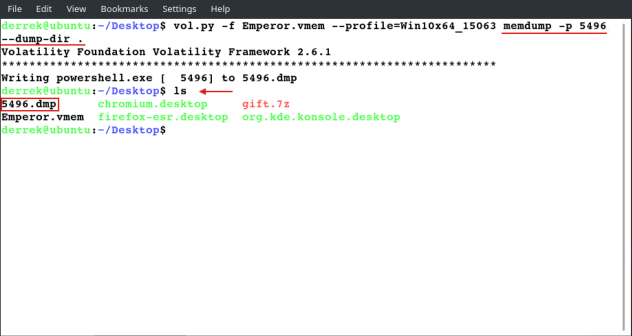 File Edit View Bookmarks Settings Help
derrek@ubuntu:~/Desktop$ vol.py -f Emperor.vmem --profile=Win10x64_15063 memdump -p 5496
--dump-dir .
Volatility Foundation Volatility Framework 2.6.1
************************************************************************
Writing powershell.exe [  5496] to 5496.dmp
derrek@ubuntu:~/Desktop$ ls
5496.dmp chromium.desktop gift.7z
Emperor.vmem firefox-esr.desktop org.kde.konsole.desktop
derrek@ubuntu:~/Desktop$